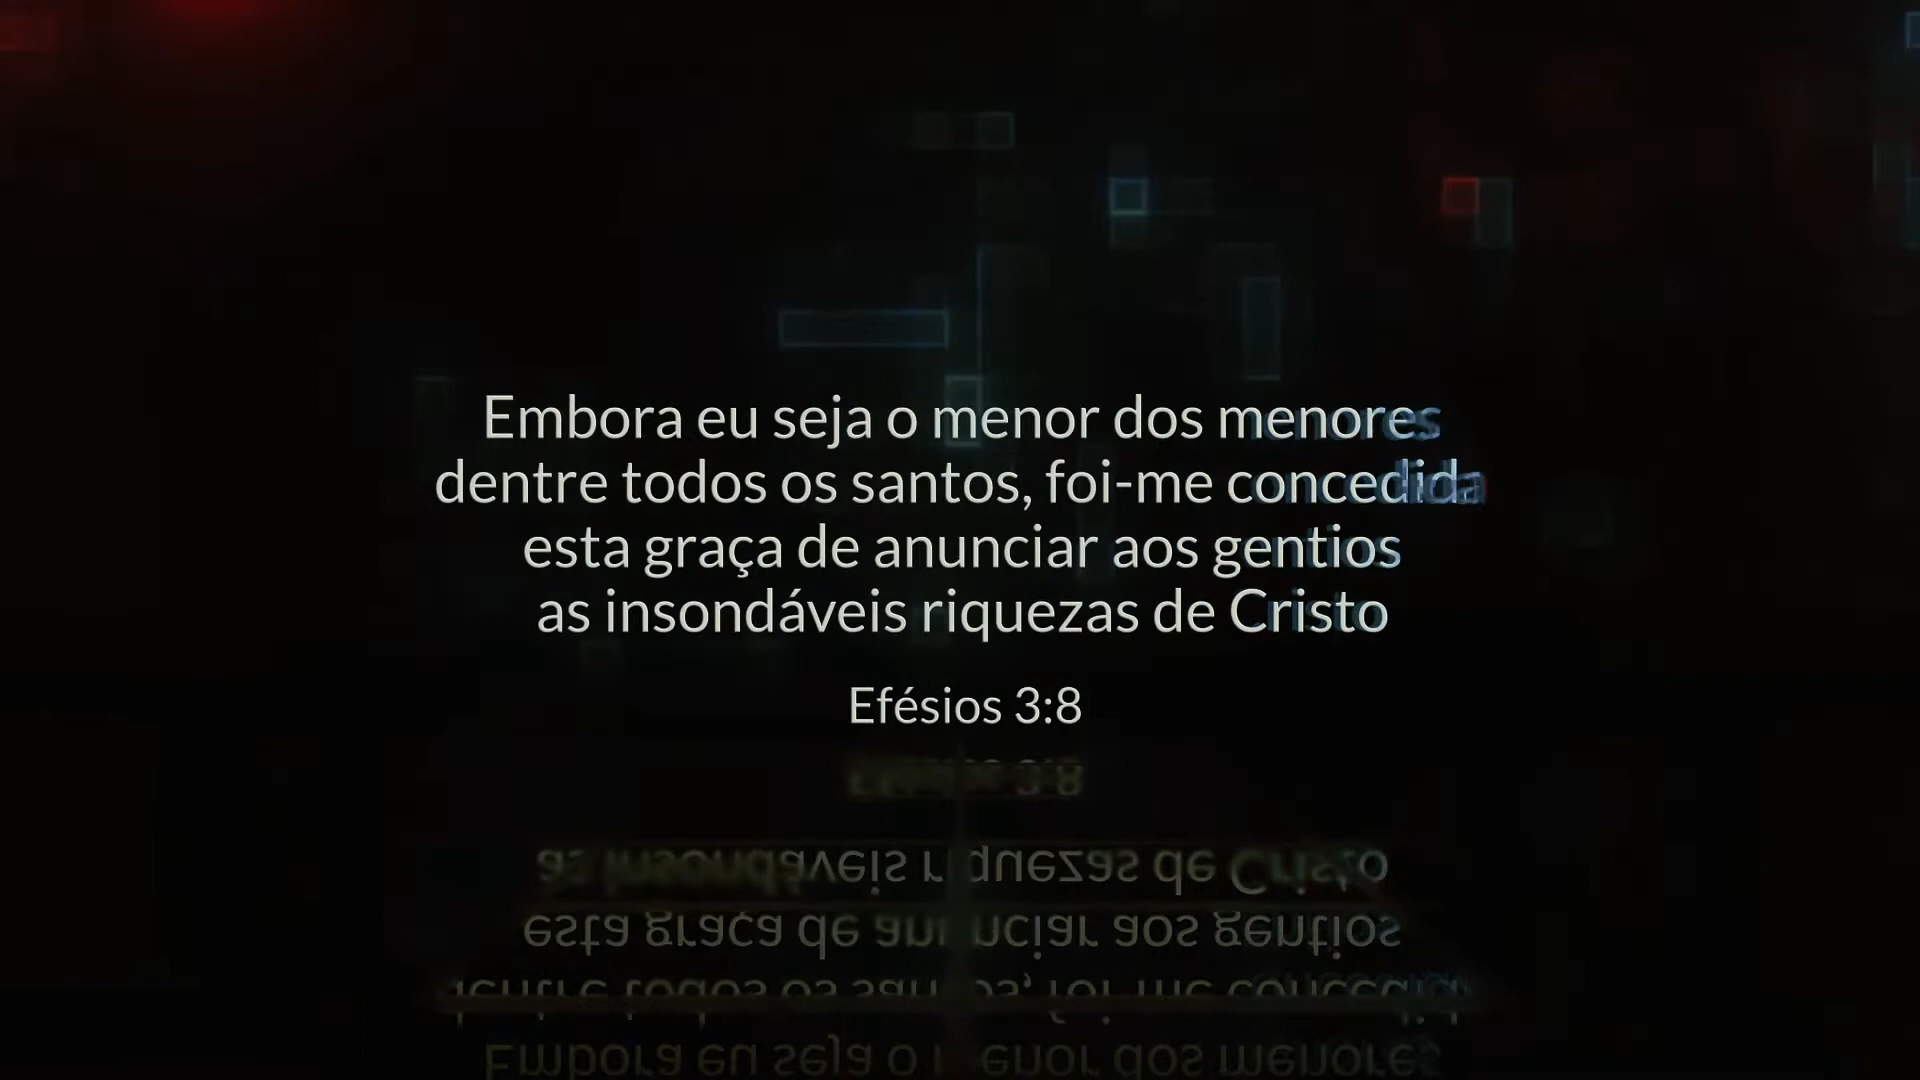 Embora eu seja o menor dos menores
dentre todos os santos, foi-me concedida
esta graça de anunciar aos gentios
as insondáveis riquezas de Cristo
Efésios 3:8